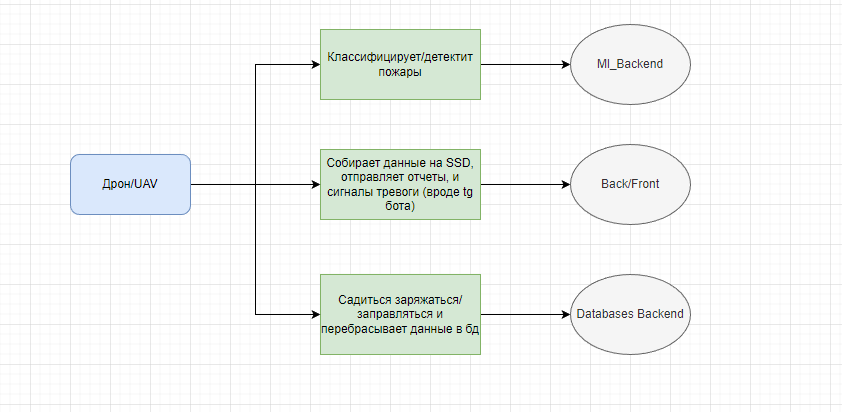 Классифицирует/детектит
пожары
Ml_Backend
Дрон/UAV
Собирает данные на SSD,
отправляет отчеты, и
сигналы тревоги (вроде tg
бота)
Back/Front
Садиться заряжаться/
заправляться и
перебрасывает данные в бд
Databases Backend